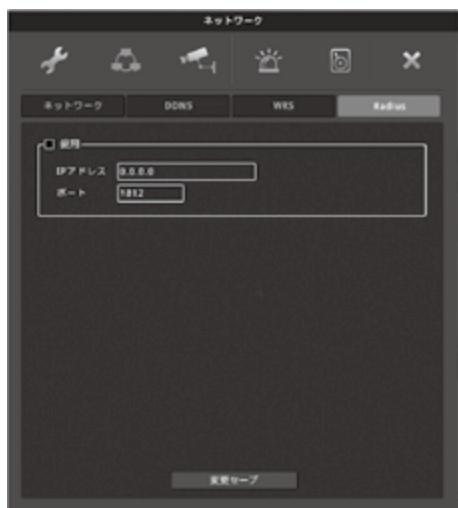 ネットワーク
ネットワーク DDNS WRS Radius
使用
IPアドレス 0.0.0.0
ポート 1812
変更セーブ